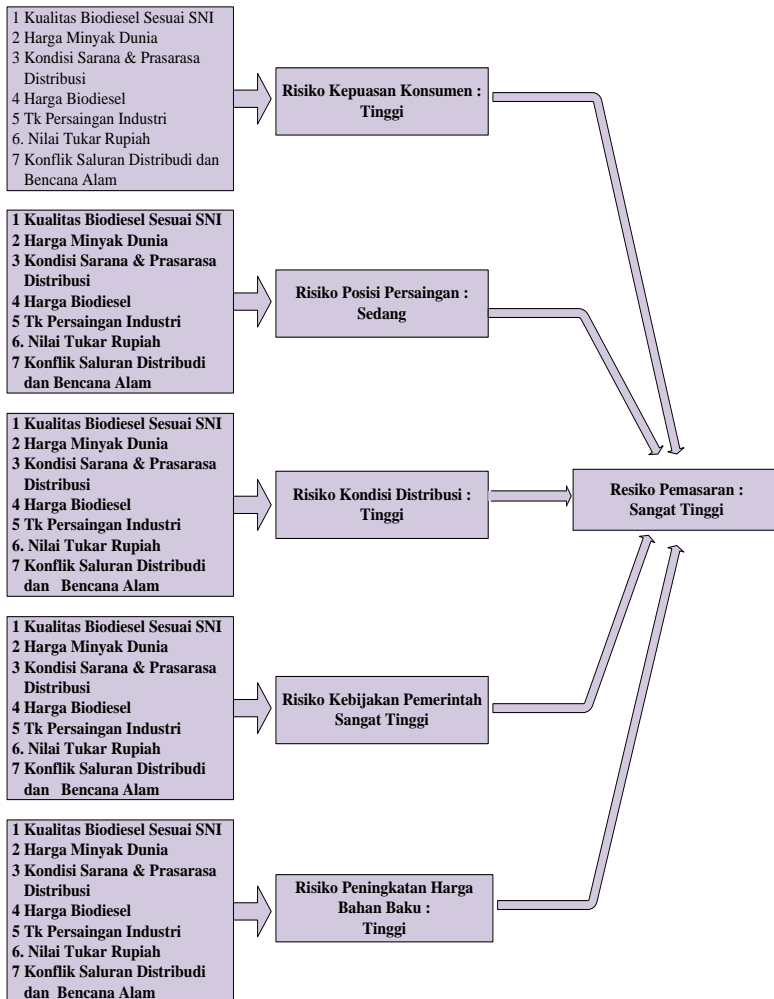 1 Kualitas Biodiesel Sesuai SNI
2 Harga Minyak Dunia
3 Kondisi Sarana & Prasarasa
Distribusi
4 Harga Biodiesel
5 Tk Persaingan Industri
6. Nilai Tukar Rupiah
7 Konflik Saluran Distribudi dan
Bencana Alam
Risiko Kepuasan Konsumen :
Tinggi
1 Kualitas Biodiesel Sesuai SNI
2 Harga Minyak Dunia
3 Kondisi Sarana & Prasarasa
Distribusi
4 Harga Biodiesel
5 Tk Persaingan Industri
6. Nilai Tukar Rupiah
7 Konflik Saluran Distribudi
dan Bencana Alam
Risiko Posisi Persaingan :
Sedang
1 Kualitas Biodiesel Sesuai SNI
2 Harga Minyak Dunia
3 Kondisi Sarana & Prasarasa
Distribusi
4 Harga Biodiesel
5 Tk Persaingan Industri
6. Nilai Tukar Rupiah
7 Konflik Saluran Distribudi
dan Bencana Alam
Risiko Kondisi Distribusi :
Tinggi
Resiko Pemasaran :
Sangat Tinggi
1 Kualitas Biodiesel Sesuai SNI
2 Harga Minyak Dunia
3 Kondisi Sarana & Prasarasa
Distribusi
4 Harga Biodiesel
5 Tk Persaingan Industri
6. Nilai Tukar Rupiah
7 Konflik Saluran Distribudi
dan Bencana Alam
Risiko Kebijakan Pemerintah
Sangat Tinggi
1 Kualitas Biodiesel Sesuai SNI
2 Harga Minyak Dunia
3 Kondisi Sarana & Prasarasa
Distribusi
4 Harga Biodiesel
5 Tk Persaingan Industri
6. Nilai Tukar Rupiah
7 Konflik Saluran Distribudi
dan Bencana Alam
Risiko Peningkatan Harga
Bahan Baku :
Tinggi